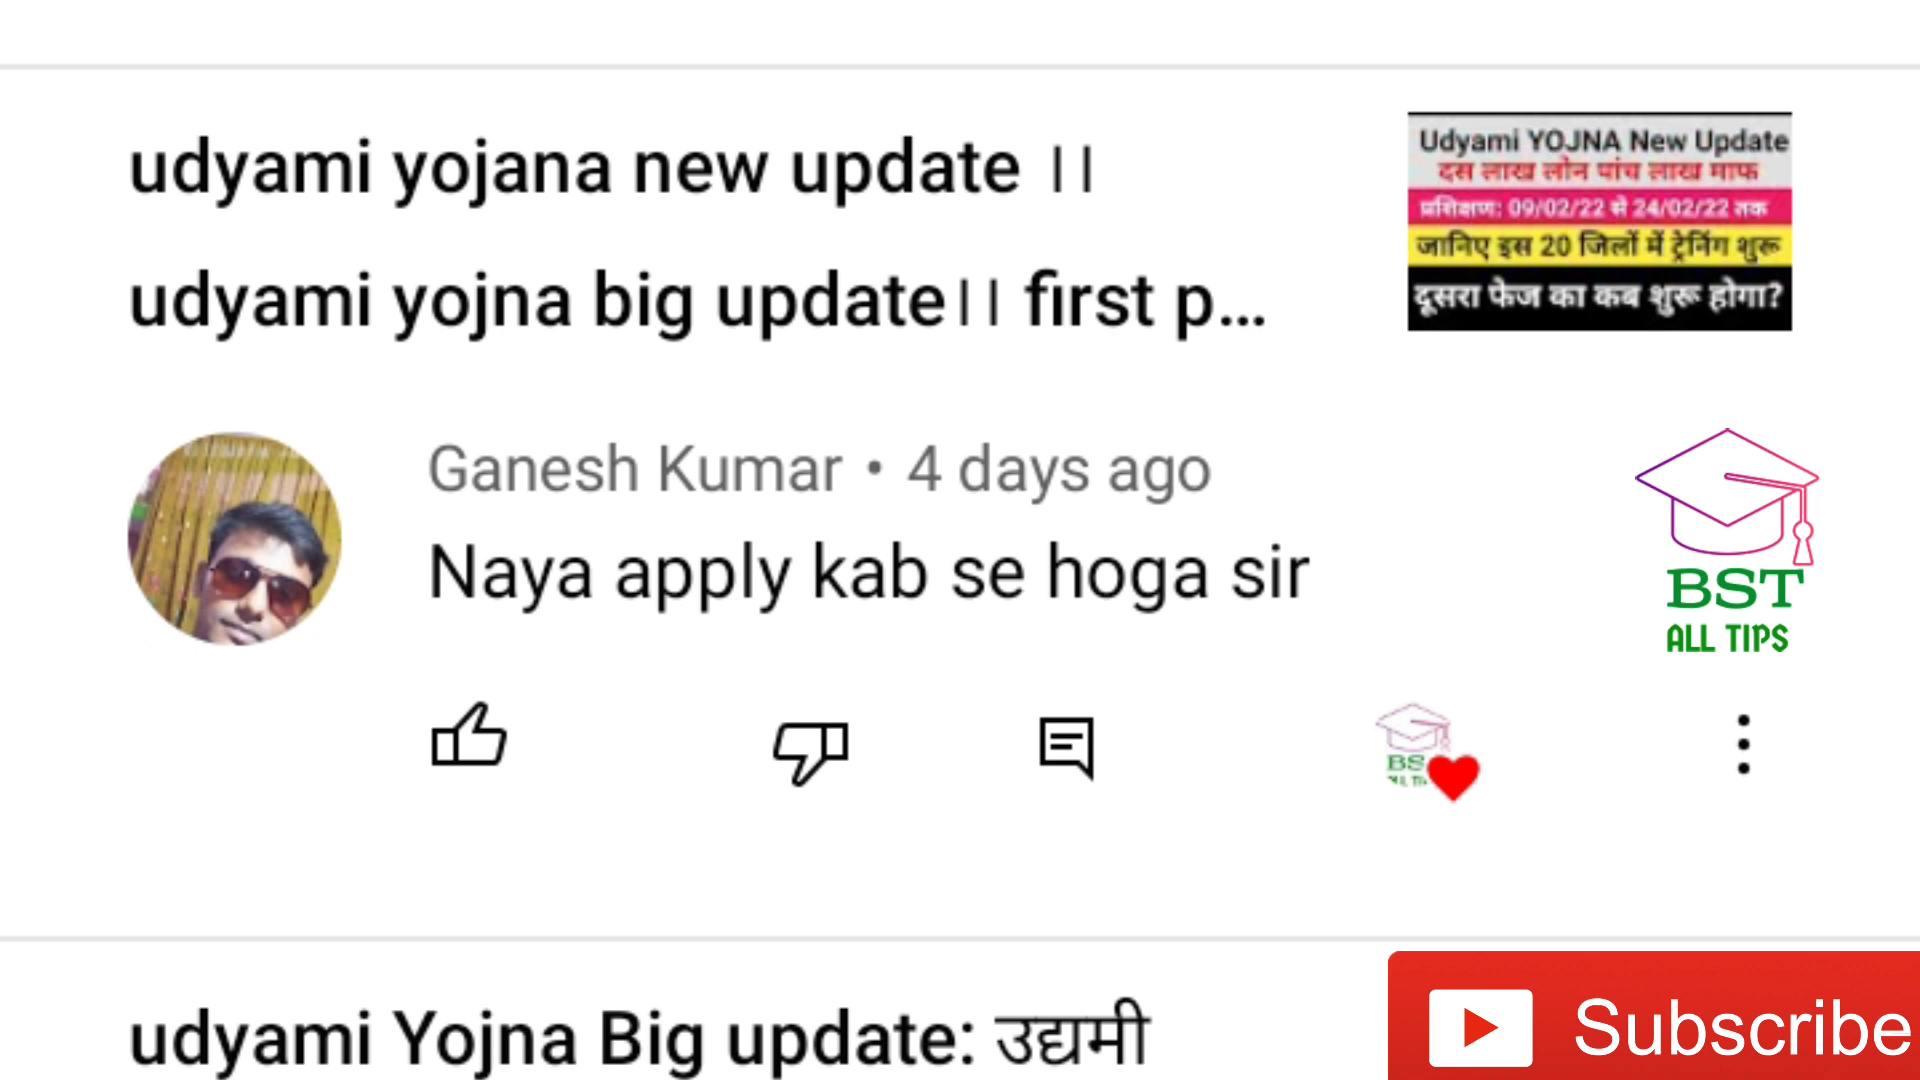 udyami yojana new update ।।
udyami yojna big update।। first p...
Udyami YOJNA New Update
दस लाख लोन पांच लाख माफ
प्रशिक्षण: 09/02/22 से 24/02/22 तक
जानिए इस 20 जिलों में ट्रेनिंग शुरू
दूसरा फेज का कब शुरू होगा?
Ganesh Kumar • 4 days ago
Naya apply kab se hoga sir
BST
ALL TIPS
udyami Yojna Big update: उद्यमी
Subscribe